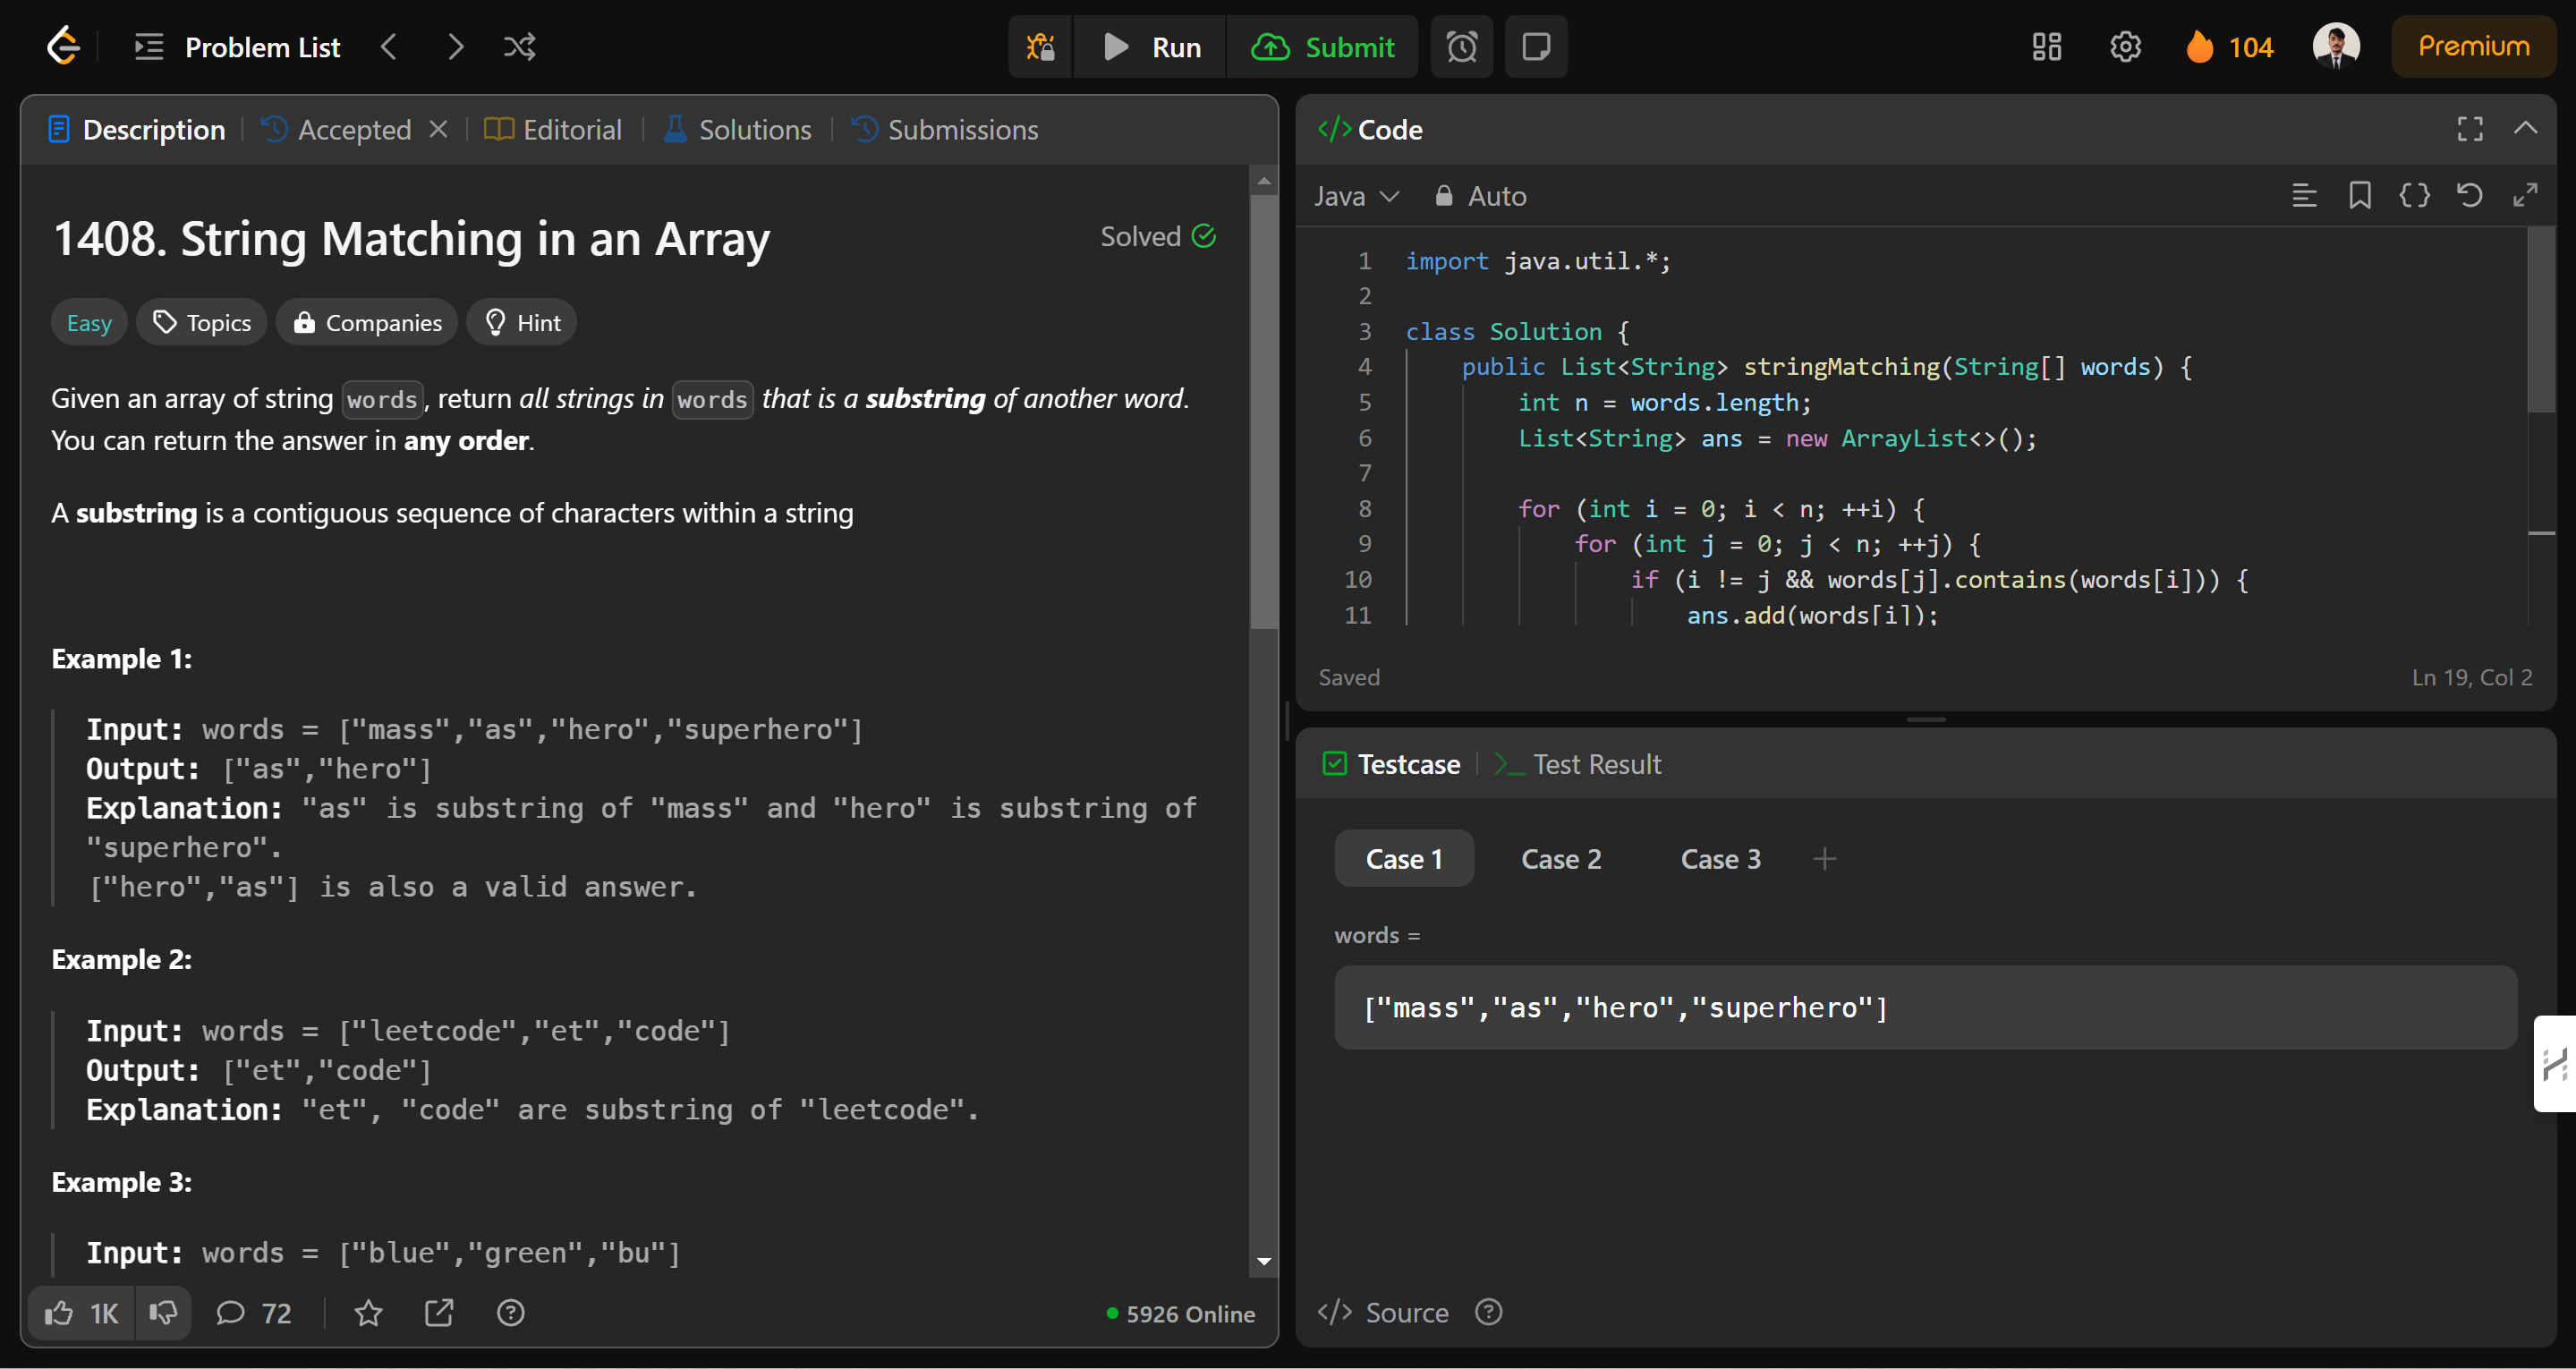 Problem List
Run
Submit
104
Premium
Description
Accepted
Editorial
Solutions
Submissions
1408. String Matching in an Array
Solved
Easy
Topics
Companies
Hint
Given an array of string words, return all strings in words that is a substring of another word.
You can return the answer in any order.
A substring is a contiguous sequence of characters within a string
Example 1:
Input: words = ["mass","as","hero","superhero"]
Output: ["as","hero"]
Explanation: "as" is substring of "mass" and "hero" is substring of
"superhero".
["hero","as"] is also a valid answer.
Example 2:
Input: words = ["leetcode","et","code"]
Output: ["et","code"]
Explanation: "et", "code" are substring of "leetcode".
Example 3:
Input: words = ["blue","green","bu"]
1K
72
5926 Online
</> Code
Java
Auto
1 import java.util.*;
2
3 class Solution {
4 public List<String> stringMatching(String[] words) {
5 int n = words.length;
6 List<String> ans = new ArrayList<>();
7
8 for (int i = 0; i < n; ++i) {
9 for (int j = 0; j < n; ++j) {
10 if (i != j && words[j].contains(words[i])) {
11 ans.add(words[i]);
Saved
Ln 19, Col 2
Testcase
Test Result
Case 1
Case 2
Case 3
words =
["mass","as","hero","superhero"]
</> Source